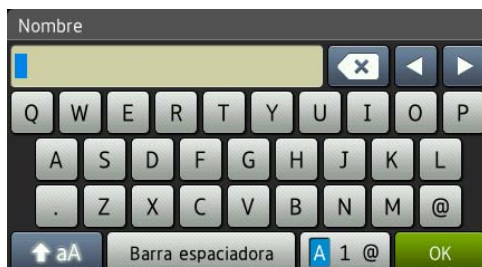 Nombre
Q W E R T Y U I O P
A S D F G H J K L
. Z X C V B N M @
aA Barra espaciadora A 1 @ OK